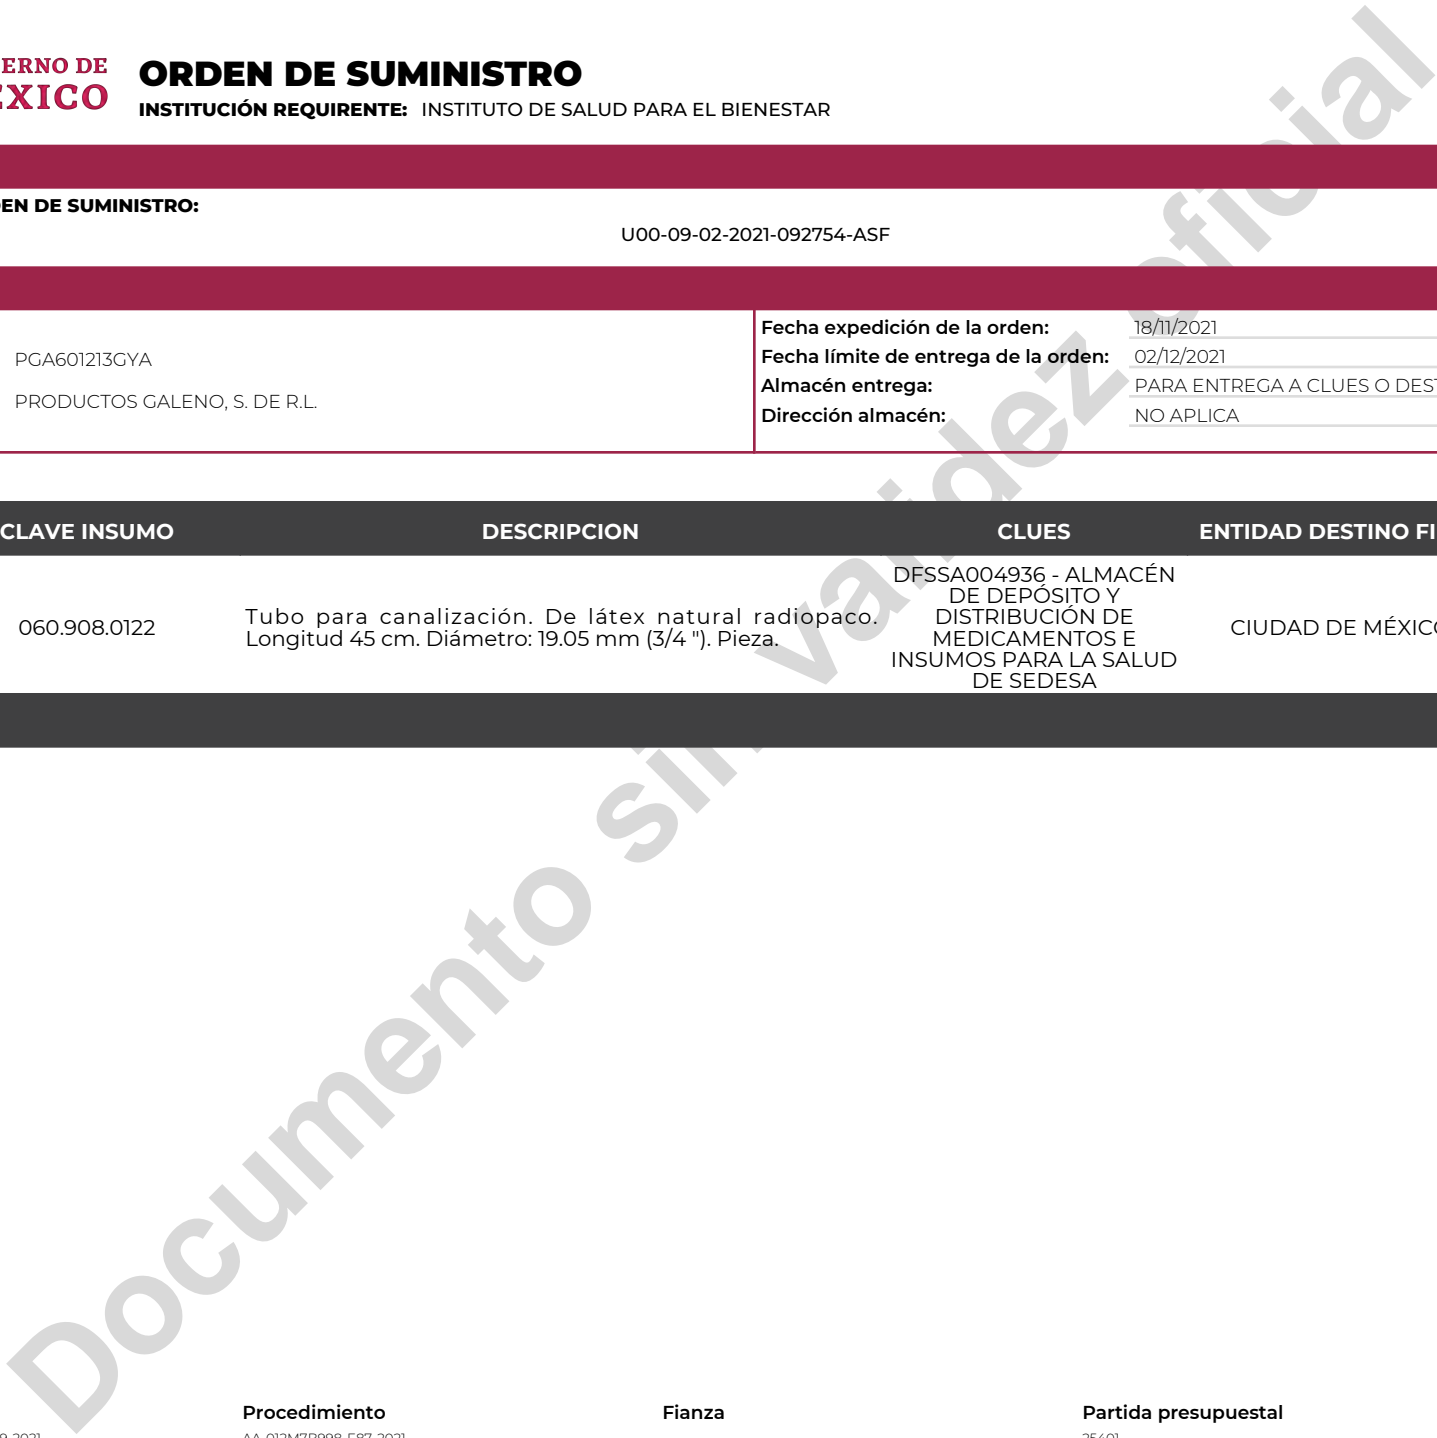 ERNO DE
EXICO
ORDEN DE SUMINISTRO
INSTITUCIÓN REQUIRENTE: INSTITUTO DE SALUD PARA EL BIENESTAR
EN DE SUMINISTRO:
U00-09-02-2021-092754-ASF
PGA601213GYA
PRODUCTOS GALENO, S. DE R.L.
Fecha expedición de la orden: 18/11/2021
Fecha límite de entrega de la orden: 02/12/2021
Almacén entrega: PARA ENTREGA A CLUES O DEST
Dirección almacén: NO APLICA
CLAVE INSUMO DESCRIPCION CLUES ENTIDAD DESTINO FI
060.908.0122
Tubo para canalización. De látex natural radiopaco.
Longitud 45 cm. Diámetro: 19.05 mm (3/4 "). Pieza.
DFSSA004936 - ALMACÉN
DE DEPÓSITO Y
DISTRIBUCIÓN DE
MEDICAMENTOS E
INSUMOS PARA LA SALUD
DE SEDESA
CIUDAD DE MÉXICO
Documento sin validez oficial
Procedimiento Fianza Partida presupuestal